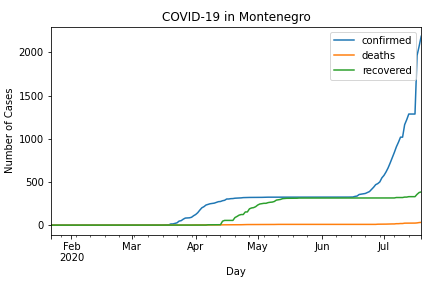 COVID-19 in Montenegro
confirmed
deaths
recovered
Number of Cases
2000
1500
1000
500
0
Feb
2020
Mar
Apr
May
Jun
Jul
Day